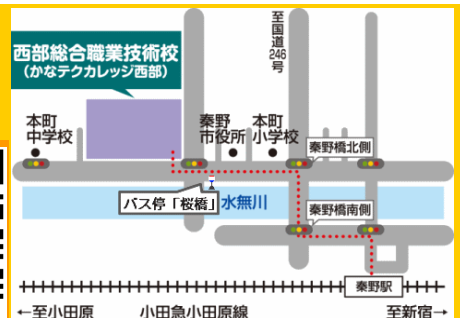 西部総合職業技術校
(かなテクカレッジ西部)
至国道246号
本町
中学校
秦野
市役所
本町
小学校
秦野橋北側
バス停「桜橋」
水無川
秦野橋南側
秦野駅
←至小田原
小田急小田原線
至新宿→